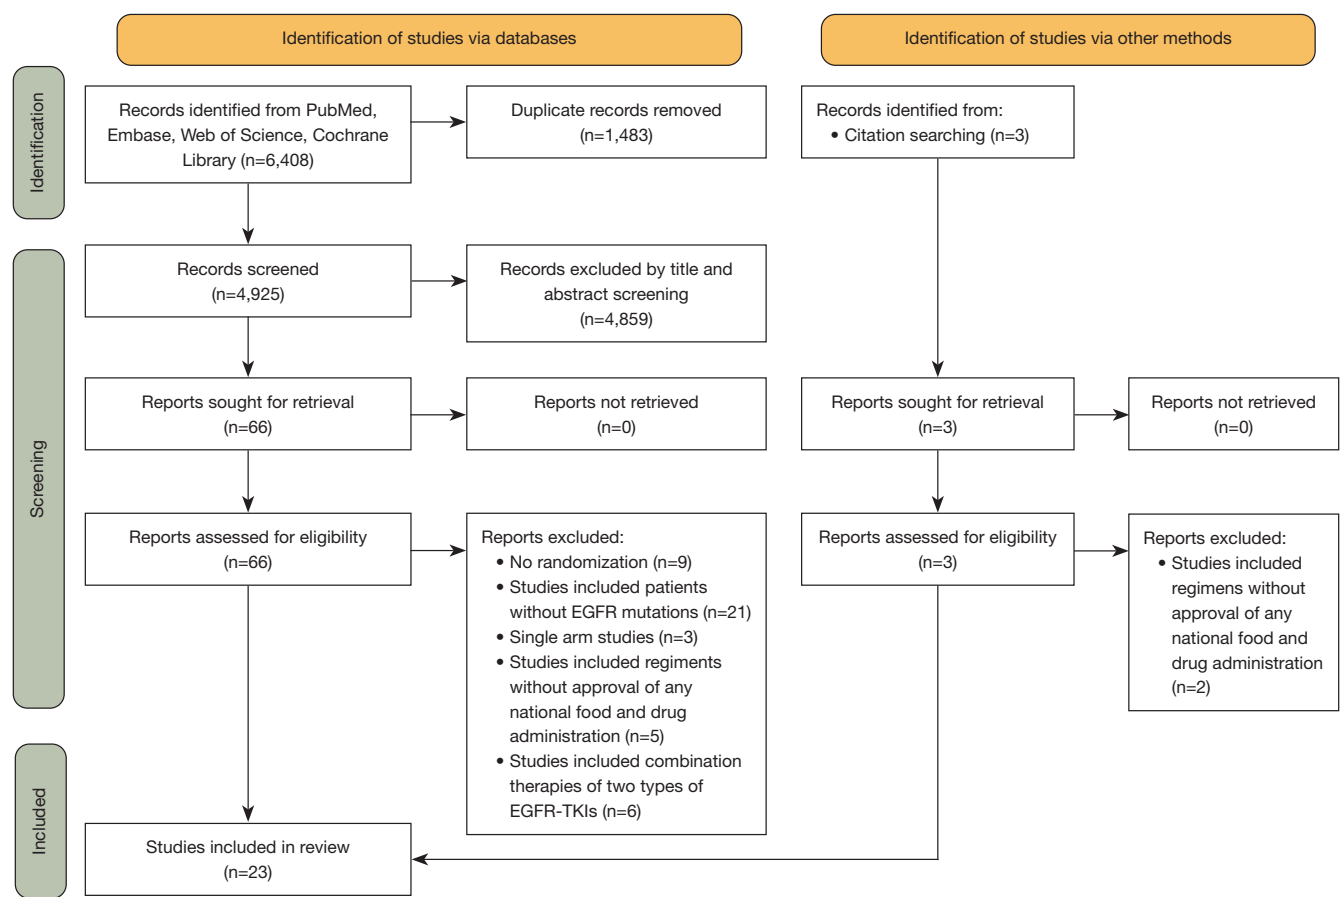 Identification of studies via databases
Identification of studies via other methods
Identification
Records identified from PubMed,
Embase, Web of Science, Cochrane
Library (n=6,408)
Duplicate records removed
(n=1,483)
Records identified from:
• Citation searching (n=3)
Screening
Records screened
(n=4,925)
Records excluded by title and
abstract screening
(n=4,859)
Reports sought for retrieval
(n=66)
Reports not retrieved
(n=0)
Reports sought for retrieval
(n=3)
Reports not retrieved
(n=0)
Reports assessed for eligibility
(n=66)
Reports excluded:
• No randomization (n=9)
• Studies included patients
without EGFR mutations (n=21)
• Single arm studies (n=3)
• Studies included regiments
without approval of any
national food and drug
administration (n=5)
• Studies included combination
therapies of two types of
EGFR-TKIs (n=6)
Reports assessed for eligibility
(n=3)
Reports excluded:
• Studies included
regimens without
approval of any
national food and
drug administration
(n=2)
Included
Studies included in review
(n=23)